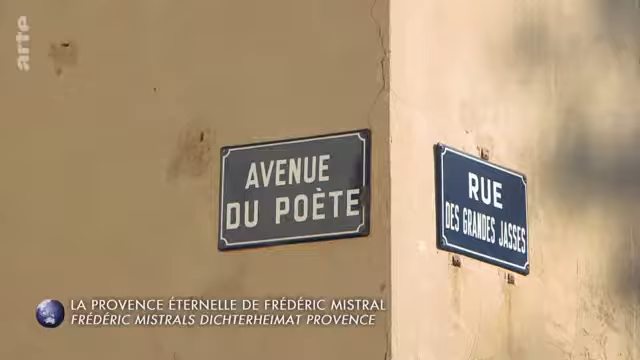 arte
AVENUE
DU POÈTE
RUE
DES GRANDES JASSES
LA PROVENCE ÉTERNELLE DE FRÉDÉRIC MISTRAL
FRÉDÉRIC MISTRALS DICHTERHEIMAT PROVENCE